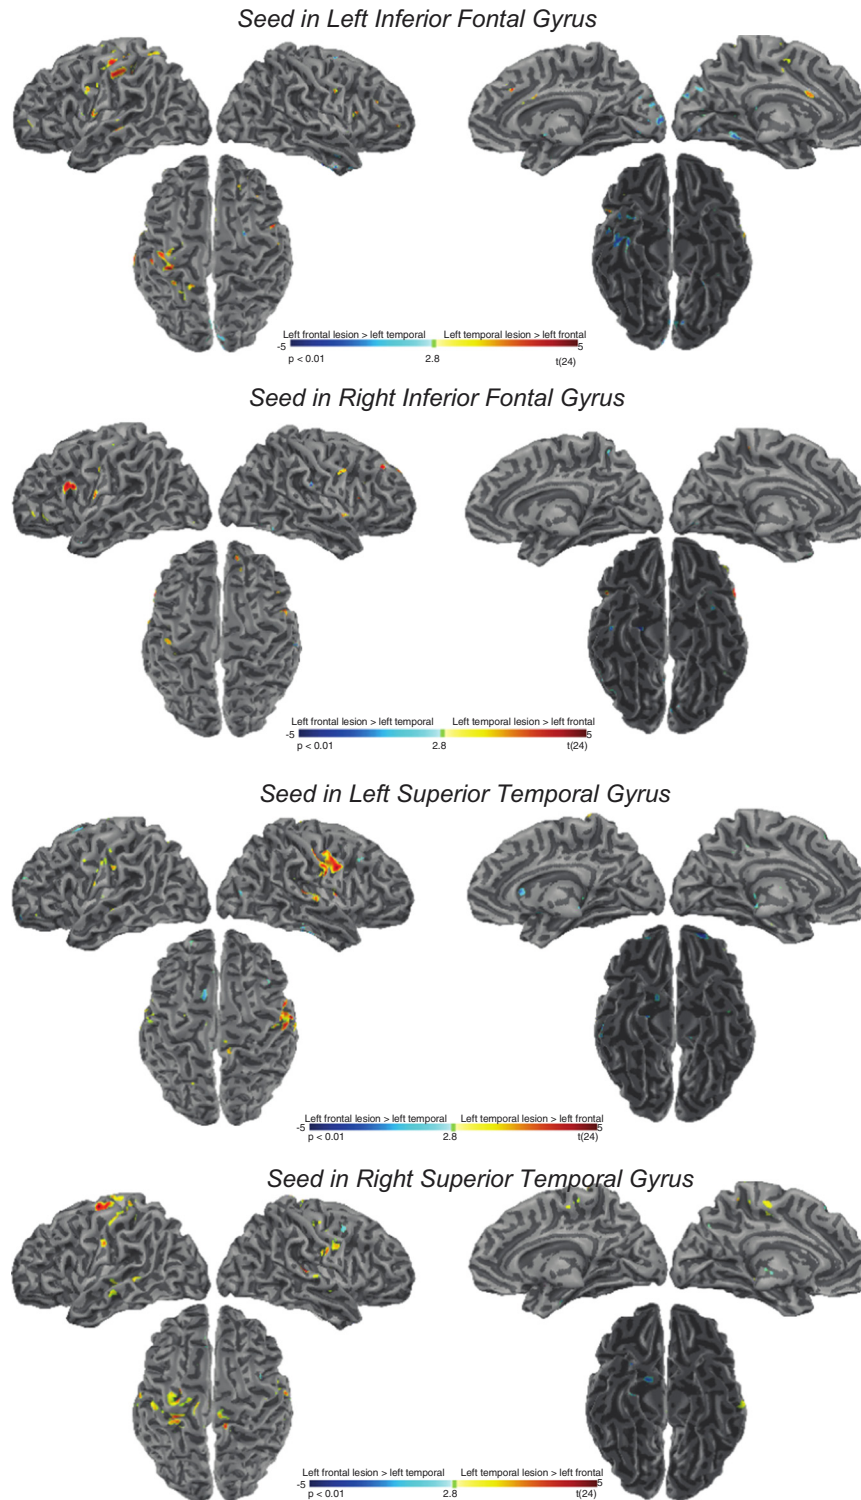 Seed in Left Inferior Fontal Gyrus
Left frontal lesion > left temporal Left temporal lesion > left frontal
-5 5
p < 0.01 2.8 t(24)
Seed in Right Inferior Fontal Gyrus
Left frontal lesion > left temporal Left temporal lesion > left frontal
-5 5
p < 0.01 2.8 t(24)
Seed in Left Superior Temporal Gyrus
Left frontal lesion > left temporal Left temporal lesion > left frontal
-5 5
p < 0.01 2.8 t(24)
Seed in Right Superior Temporal Gyrus
Left frontal lesion > left temporal Left temporal lesion > left frontal
-5 5
p < 0.01 2.8 t(24)